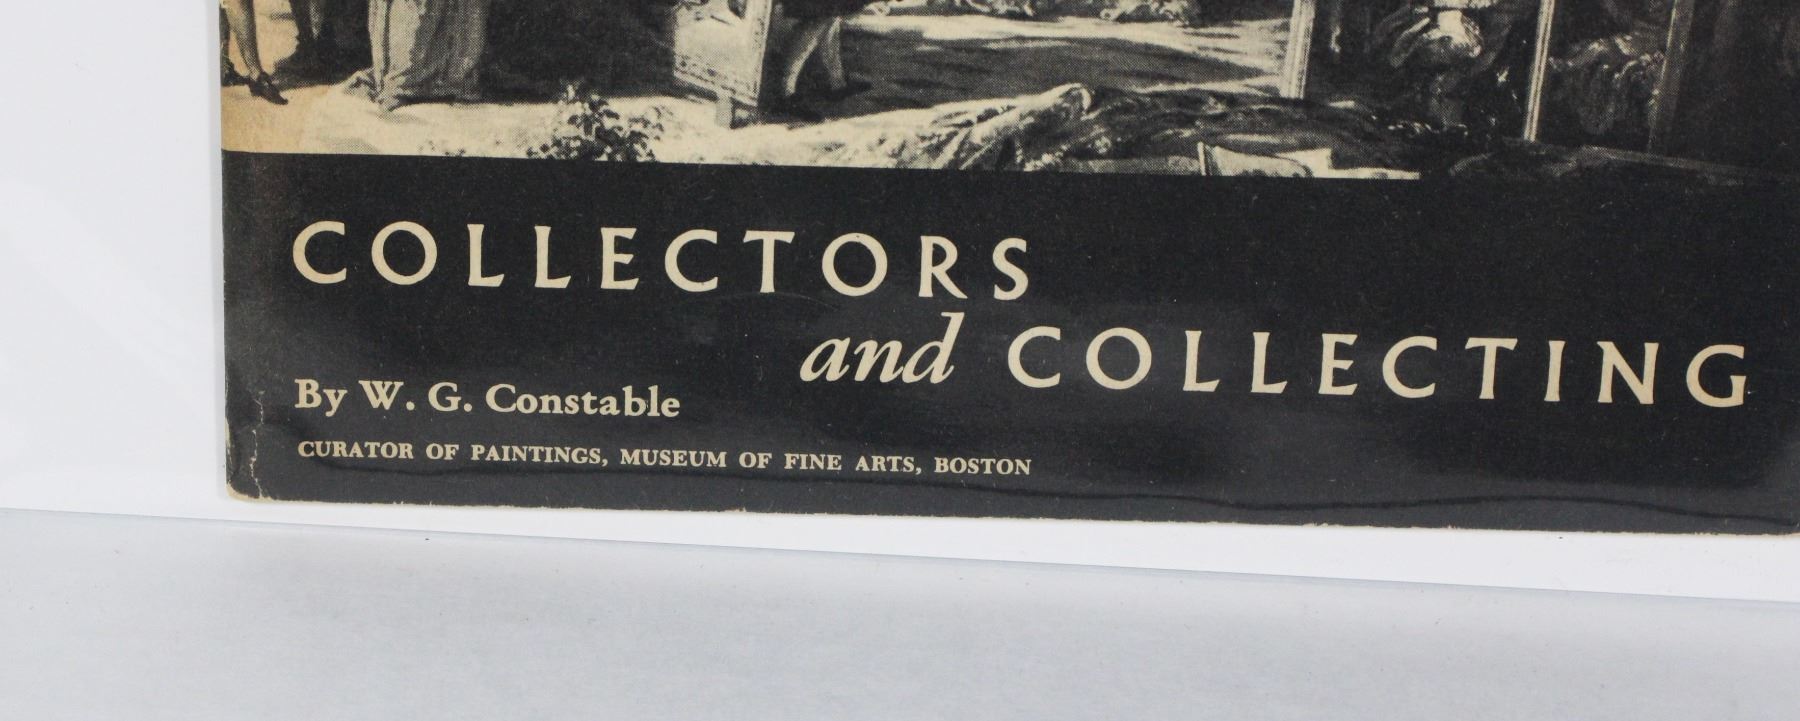 COLLECTORS
and COLLECTING
By W. G. Constable
CURATOR OF PAINTINGS, MUSEUM OF FINE ARTS, BOSTON